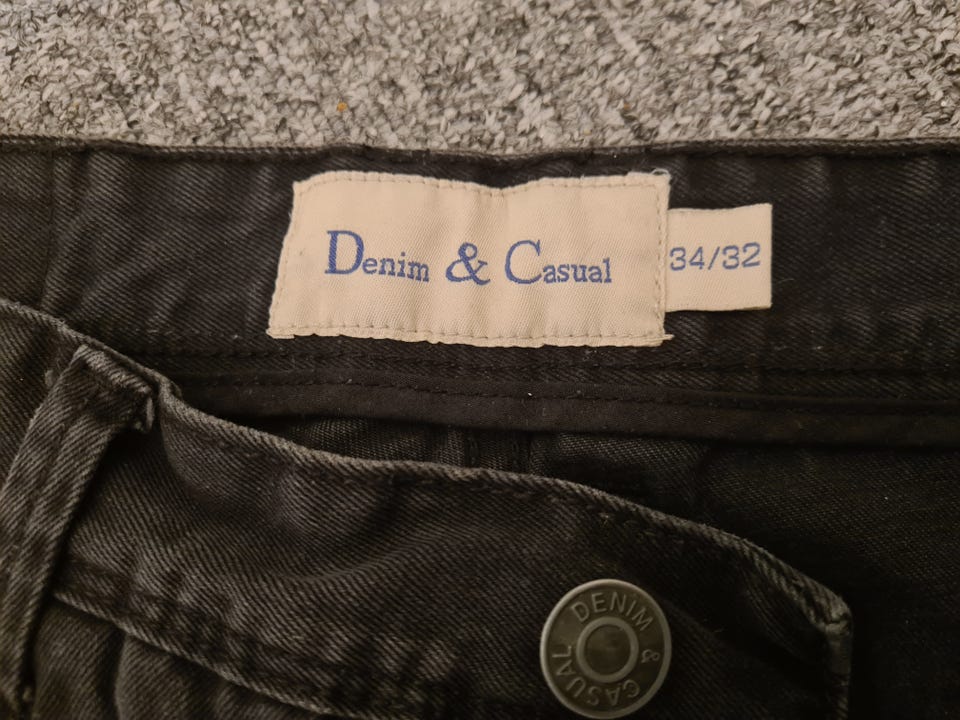 Denim & Casual
34/32
DENIM & CASUAL